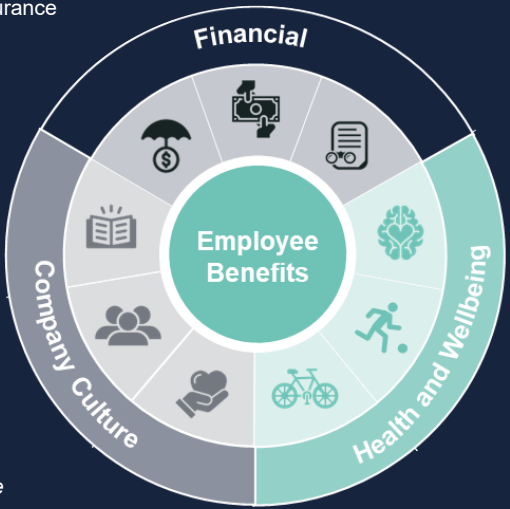 urance
Financial
Employee
Benefits
Company Culture
Health and Wellbeing
e